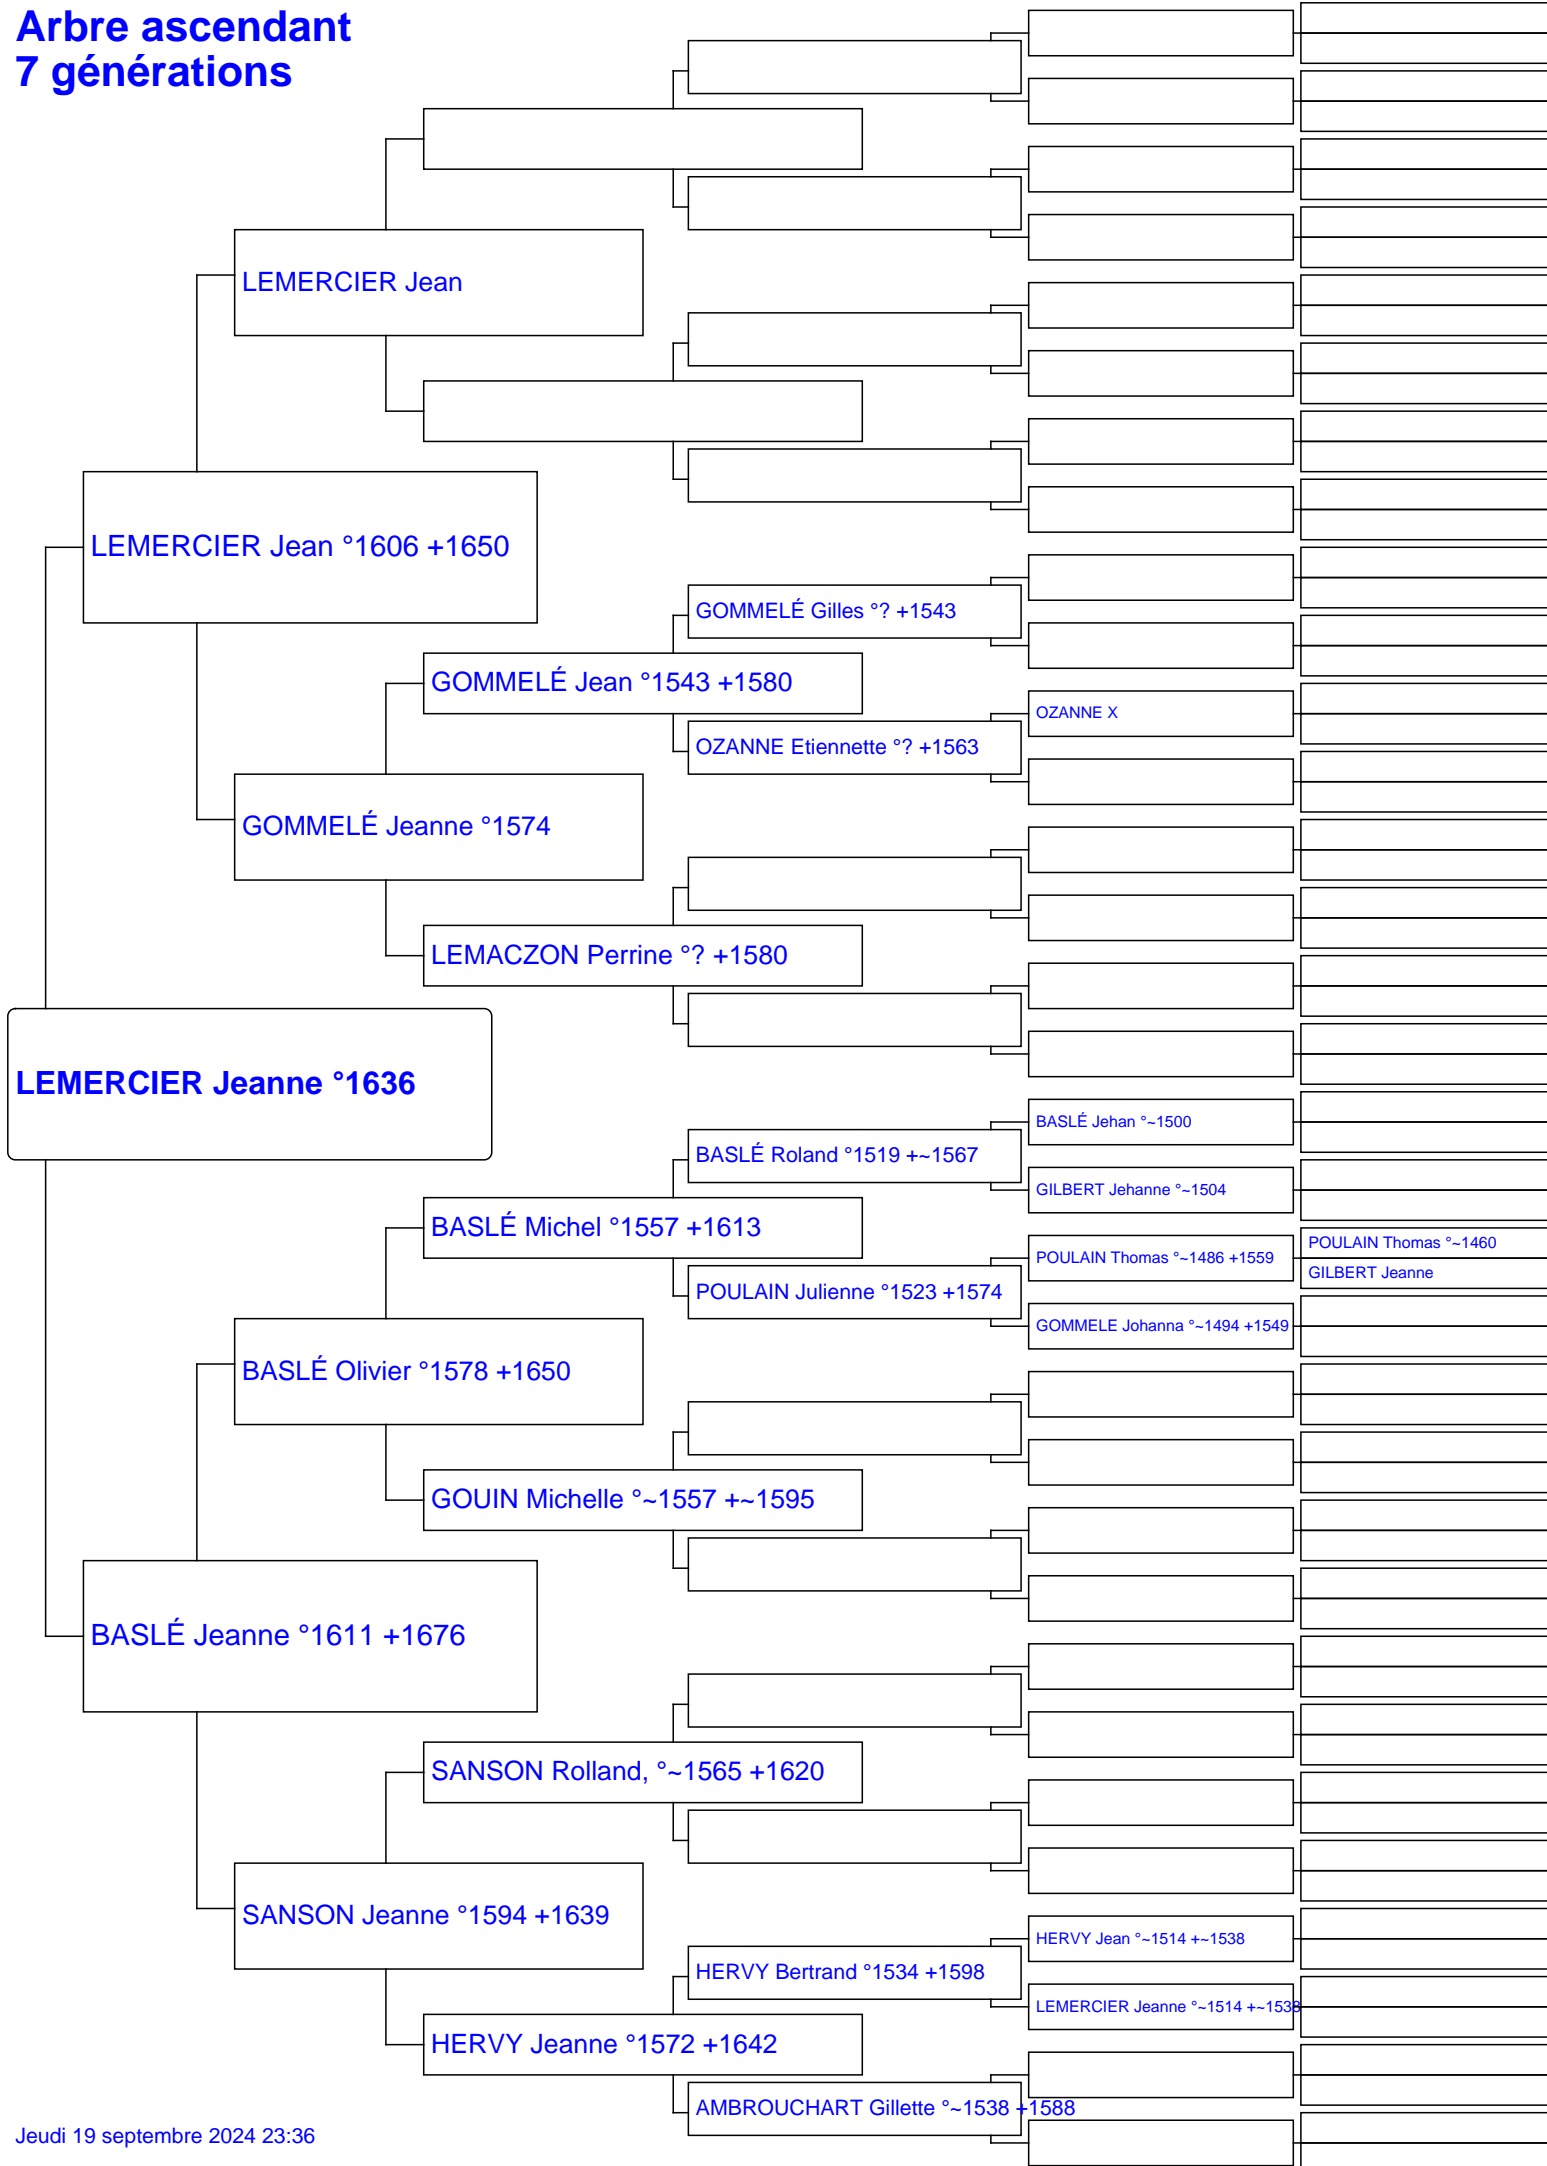 Arbre ascendant
7 générations
LEMERCIER Jean
LEMERCIER Jean °1606 +1650
GOMMELÉ Gilles °? +1543
GOMMELÉ Jean °1543 +1580
OZANNE X
OZANNE Etiennette °? +1563
GOMMELÉ Jeanne °1574
LEMACZON Perrine °? +1580
LEMERCIER Jeanne °1636
BASLÉ Jehan °~1500
BASLÉ Roland °1519 +~1567
GILBERT Jehanne °~1504
BASLÉ Michel °1557 +1613
POULAIN Thomas °~1460
POULAIN Thomas °~1486 +1559
GILBERT Jeanne
POULAIN Julienne °1523 +1574
GOMMELE Johanna °~1494 +1549
BASLÉ Olivier °1578 +1650
GOUIN Michelle °~1557 +~1595
BASLÉ Jeanne °1611 +1676
SANSON Rolland, °~1565 +1620
SANSON Jeanne °1594 +1639
HERVY Jean °~1514 +~1538
HERVY Bertrand °1534 +1598
LEMERCIER Jeanne °~1514 +~1538
HERVY Jeanne °1572 +1642
AMBROUCHART Gillette °~1538 +1588
Jeudi 19 septembre 2024 23:36